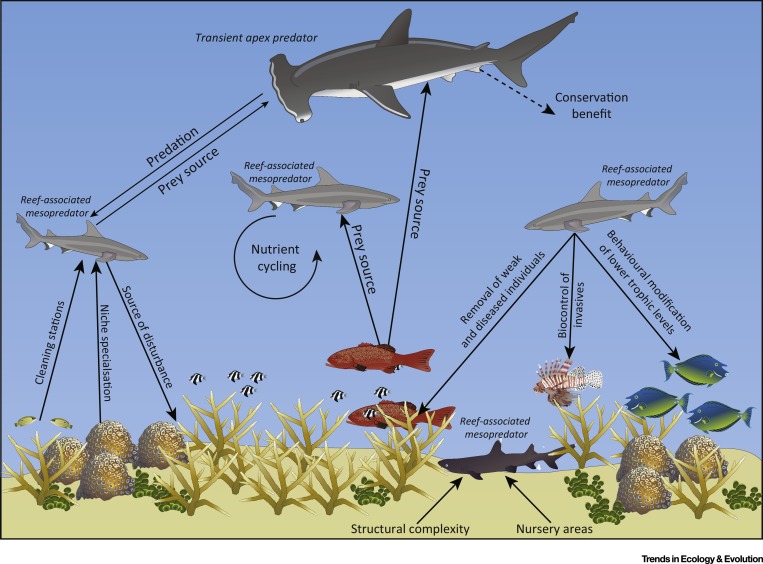 Transient apex predator
Conservation
benefit
Predation
Prey source
Reef-associated
mesopredator
Reef-associated
mesopredator
Reef-associated
mesopredator
Nutrient
cycling
Prey source
Prey source
Cleaning stations
Niche specialisation
Source of disturbance
Removal of weak
and diseased individuals
Biocontrol of
invasives
Behavioural modification
of lower trophic levels
Reef-associated
mesopredator
Structural complexity
Nursery areas
Trends in Ecology & Evolution